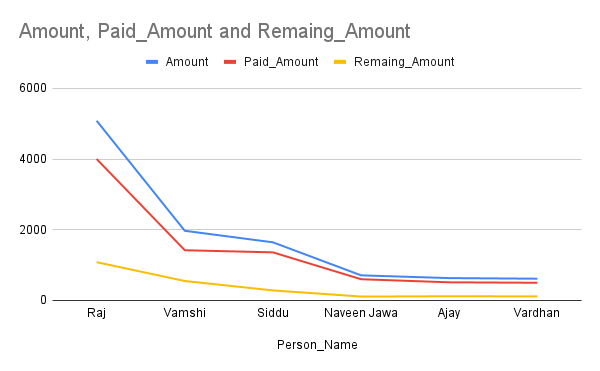 Amount, Paid_Amount and Remaing_Amount
Amount Paid_Amount Remaing_Amount
6000
4000
2000
0
Raj Vamshi Siddu Naveen Jawa Ajay Vardhan
Person_Name